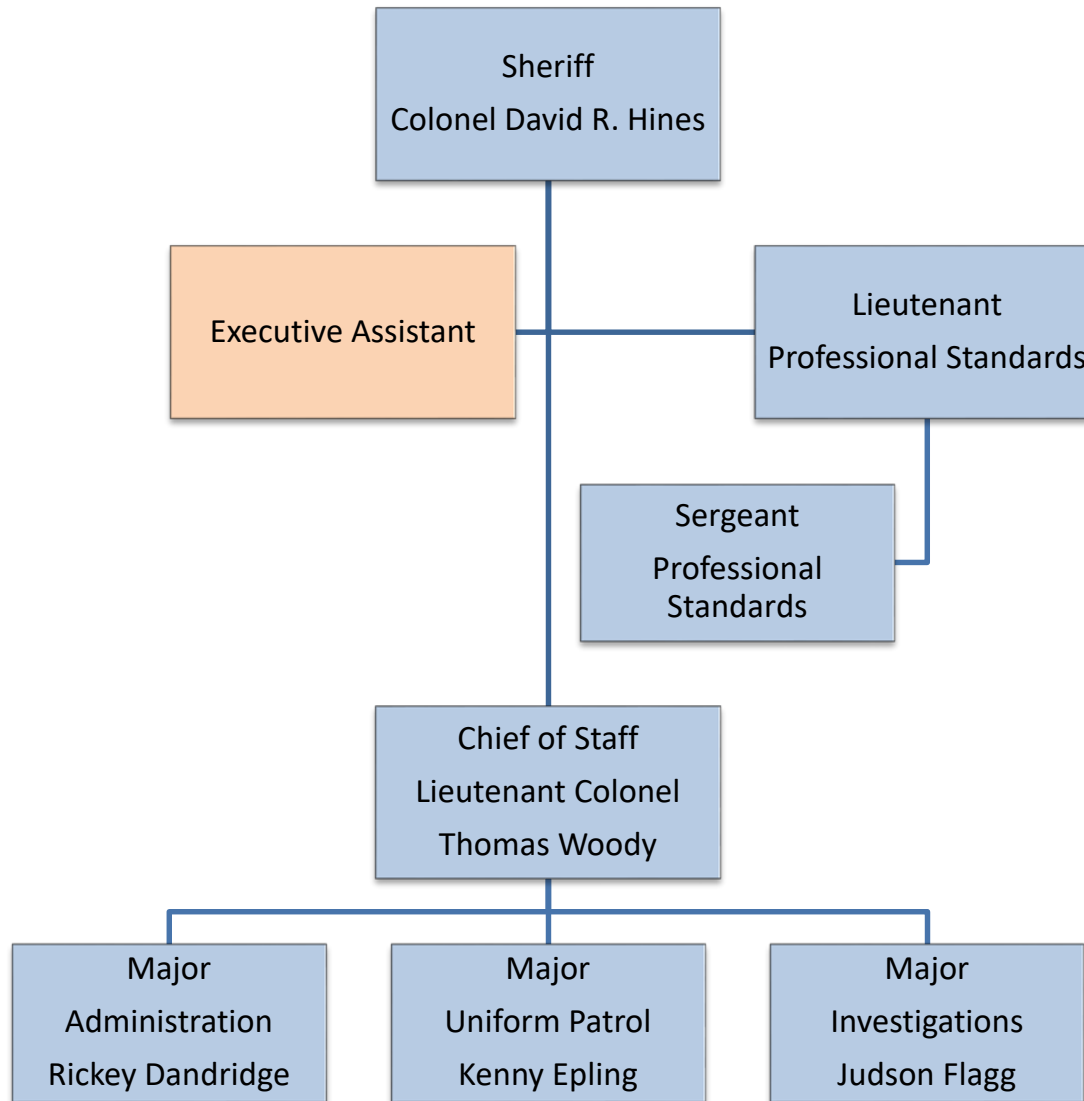 Sheriff
Colonel David R. Hines
Executive Assistant
Lieutenant
Professional Standards
Sergeant
Professional
Standards
Chief of Staff
Lieutenant Colonel
Thomas Woody
Major
Administration
Rickey Dandridge
Major
Uniform Patrol
Kenny Epling
Major
Investigations
Judson Flagg